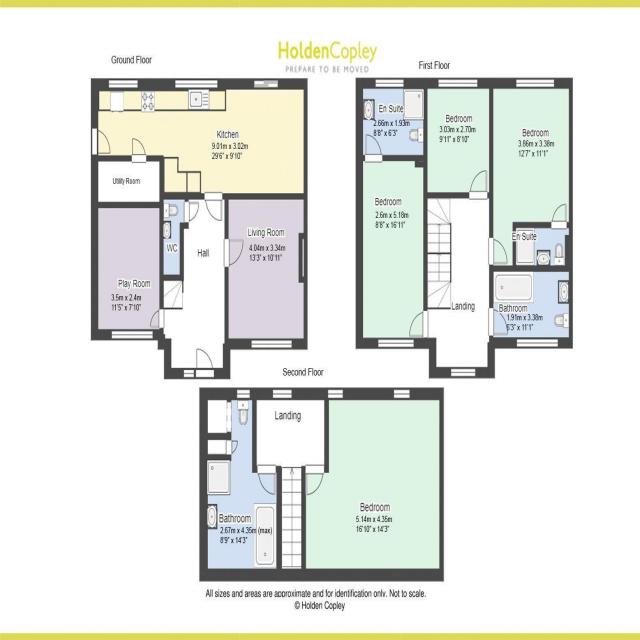 HoldenCopley
PREPARE TO BE MOVED
Ground Floor
Kitchen
9.01m x 3.02m
29'6" x 9'10"
Utility Room
WC
Hall
Living Room
4.04m x 3.34m
13'3" x 10'11"
Play Room
3.5m x 2.4m
11'5" x 7'10"
First Floor
En Suite
2.66m x 1.93m
8'8" x 6'3"
Bedroom
3.03m x 2.70m
9'11" x 8'10"
Bedroom
3.86m x 3.38m
12'7" x 11'1"
Bedroom
2.6m x 5.18m
8'8" x 16'11"
En Suite
Landing
Bathroom
1.91m x 3.38m
6'3" x 11'1"
Second Floor
Landing
Bedroom
5.14m x 4.35m
16'10" x 14'3"
Bathroom
2.67m x 4.35m (max)
8'9" x 14'3"
All sizes and areas are approximate and for identification only. Not to scale.
© Holden Copley